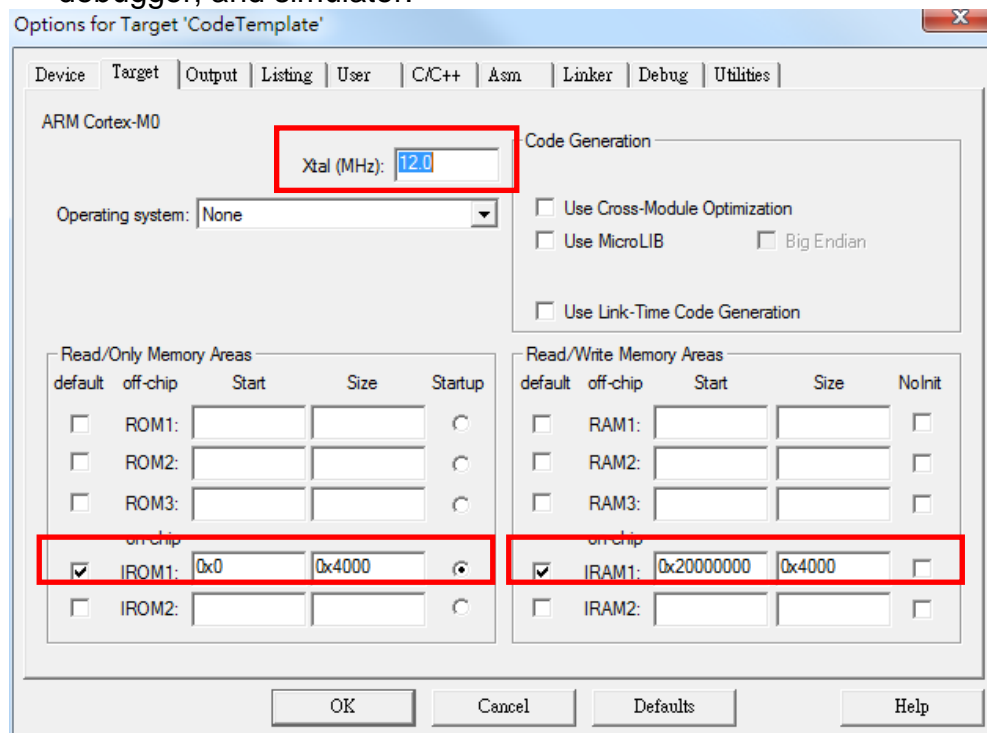 debugger, and simulator.
Options for Target 'CodeTemplate'
Device Target Output Listing User C/C++ Asm Linker Debug Utilities
ARM Cortex-M0
Xtal (MHz): 12.0
Operating system: None
Code Generation
Use Cross-Module Optimization
Use MicroLIB Big Endian
Use Link-Time Code Generation
Read/Only Memory Areas
default off-chip Start Size Startup
ROM1:
ROM2:
ROM3:
on-chip
IROM1: 0x0 0x4000
IROM2:
Read/Write Memory Areas
default off-chip Start Size NoInit
RAM1:
RAM2:
RAM3:
on-chip
IRAM1: 0x20000000 0x4000
IRAM2:
OK Cancel Defaults Help